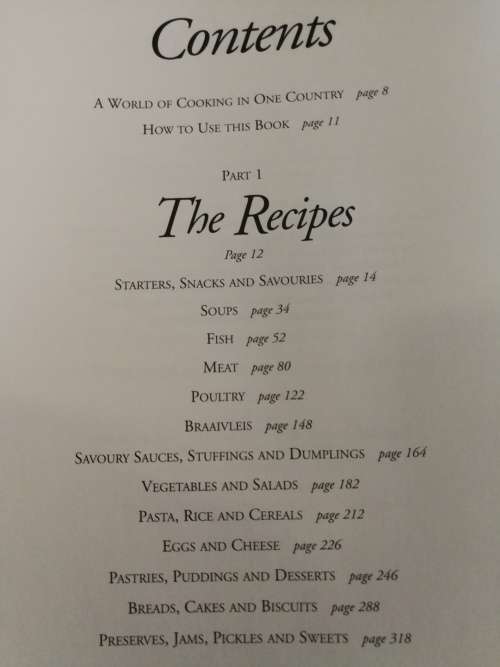 Contents
A World of Cooking in One Country page 8
How to Use this Book page 11
Part 1
The Recipes
Page 12
Starters, Snacks and Savouries page 14
Soups page 34
Fish page 52
Meat page 80
Poultry page 122
Braaivleis page 148
Savoury Sauces, Stuffings and Dumplings page 164
Vegetables and Salads page 182
Pasta, Rice and Cereals page 212
Eggs and Cheese page 226
Pastries, Puddings and Desserts page 246
Breads, Cakes and Biscuits page 288
Preserves, Jams, Pickles and Sweets page 318